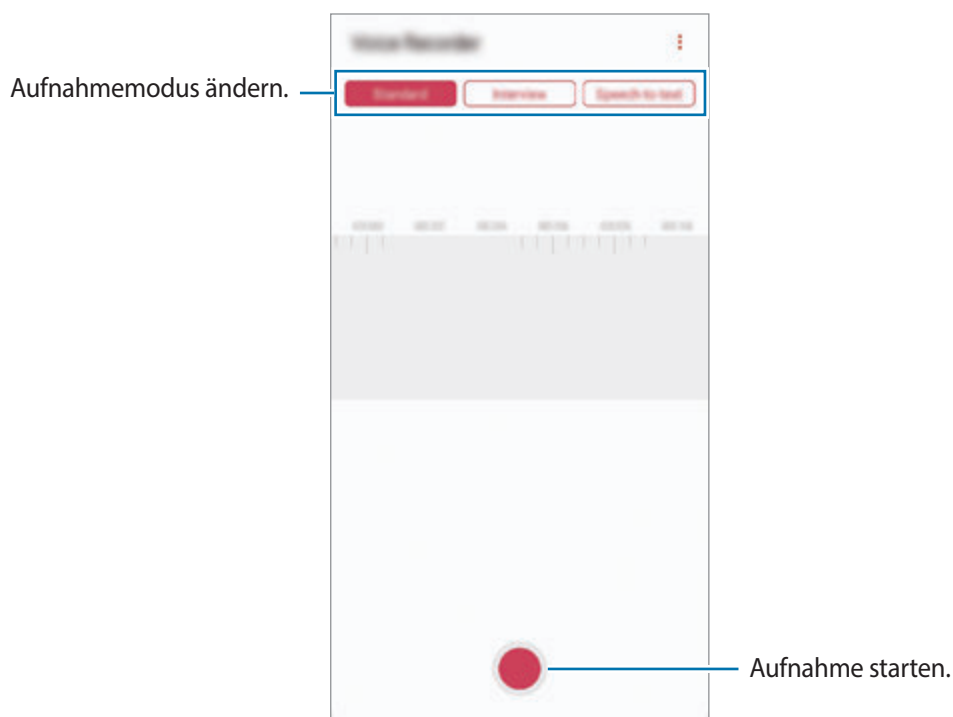 Voice Recorder
Aufnahmemodus ändern.
Standard
Interview
Speech to text
Aufnahme starten.